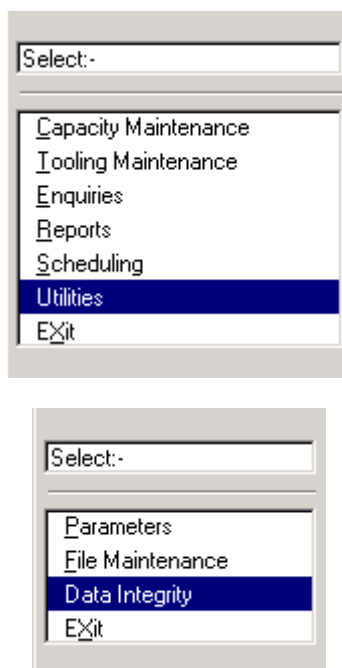 Select:-
Capacity Maintenance
Tooling Maintenance
Enquiries
Reports
Scheduling
Utilities
EXit
Select:-
Parameters
File Maintenance
Data Integrity
EXit